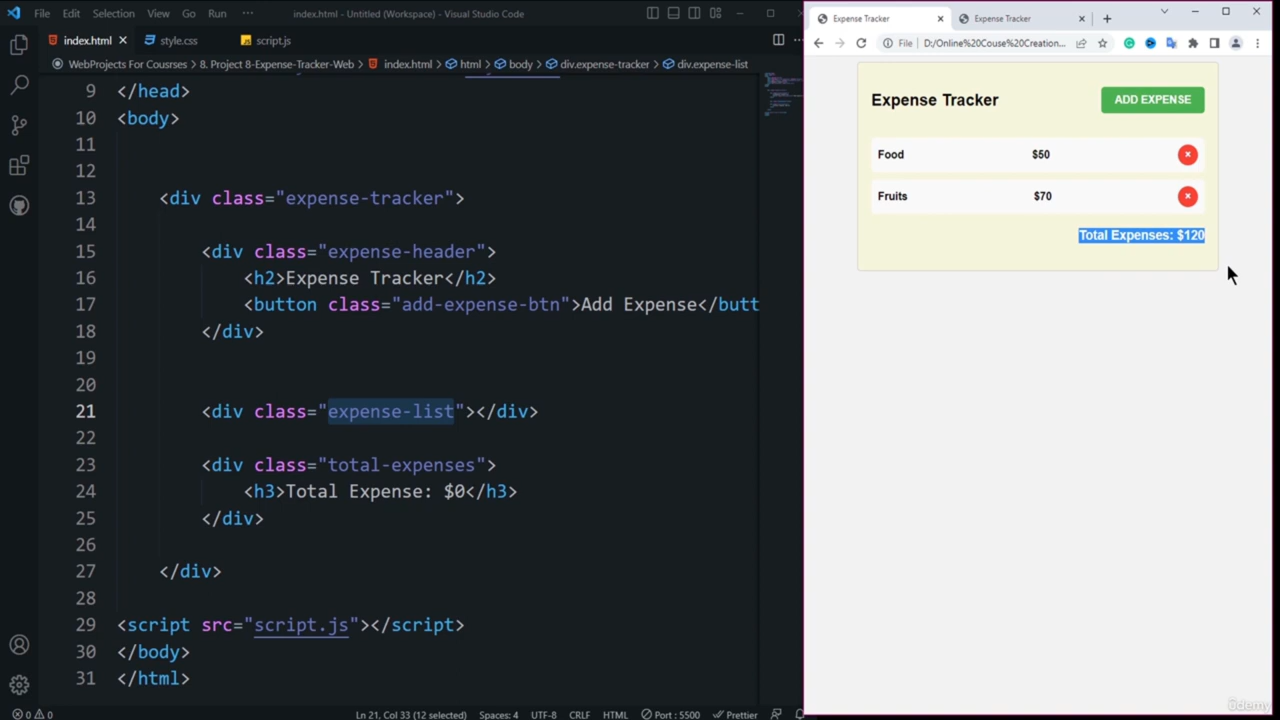 File Edit Selection View Go Run ··· index.html - Untitled (Workspace) - Visual Studio Code
index.html style.css script.js
WebProjects For Coursrs > 8. Project 8-Expense-Tracker-Web > index.html > html > body > div.expense-tracker > div.expense-list
9 </head>
10 <body>
11
12
13 <div class="expense-tracker">
14
15 <div class="expense-header">
16 <h2>Expense Tracker</h2>
17 <button class="add-expense-btn">Add Expense</butt
18 </div>
19
20
21 <div class="expense-list"></div>
22
23 <div class="total-expenses">
24 <h3>Total Expense: $0</h3>
25 </div>
26
27 </div>
28
29 <script src="script.js"></script>
30 </body>
31 </html>
0 0 Ln 21, Col 33 (12 selected) Spaces: 4 UTF-8 CRLF HTML Port : 5500 Prettier
Expense Tracker Expense Tracker
File D:/Online%20Couse%20Creation...
Expense Tracker ADD EXPENSE
Food $50
Fruits $70
Total Expenses: $120
ûdemy